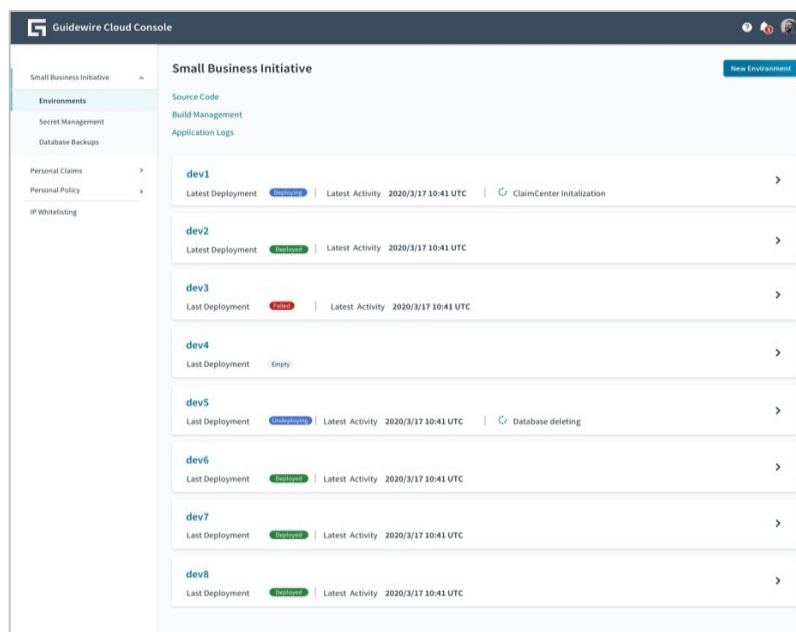 Guidewire Cloud Console
Small Business Initiative
Environments
Secret Management
Database Backups
Personal Claims
Personal Policy
IP Whitelisting
Small Business Initiative
New Environment
Source Code
Build Management
Application Logs
dev1
Latest Deployment Deploying | Latest Activity 2020/3/17 10:41 UTC | ClaimCenter Initalization
dev2
Latest Deployment Deployed | Latest Activity 2020/3/17 10:41 UTC
dev3
Last Deployment Failed | Latest Activity 2020/3/17 10:41 UTC
dev4
Last Deployment Empty
dev5
Last Deployment Undeploying | Latest Activity 2020/3/17 10:41 UTC | Database deleting
dev6
Last Deployment Deployed | Latest Activity 2020/3/17 10:41 UTC
dev7
Last Deployment Deployed | Latest Activity 2020/3/17 10:41 UTC
dev8
Last Deployment Deployed | Latest Activity 2020/3/17 10:41 UTC